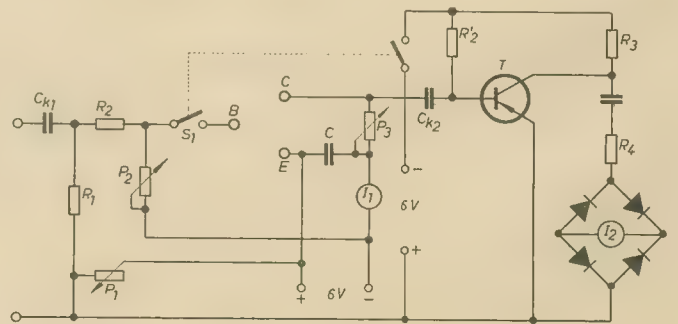 R'2
R3
T
C
Ck1
R2
B
S1
Ck2
P3
R4
E
C
P2
R1
I1
-
6V
I2
+
P1
+
6V
-